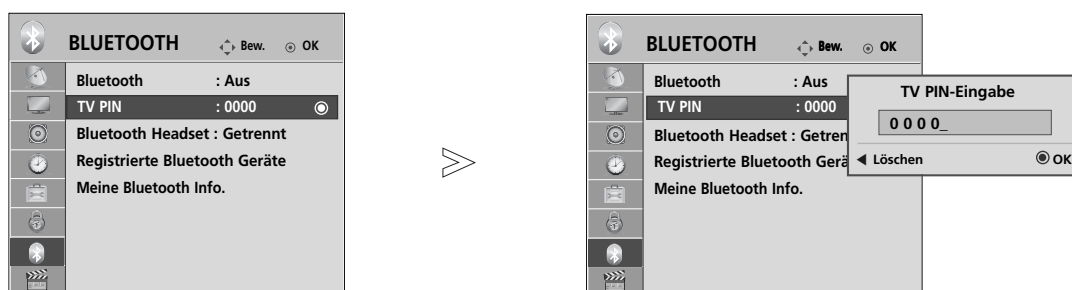 BLUETOOTH Bew. OK
Bluetooth : Aus
TV PIN : 0000
Bluetooth Headset : Getrennt
Registrierte Bluetooth Geräte
Meine Bluetooth Info.
BLUETOOTH Bew. OK
Bluetooth : Aus
TV PIN : 0000
Bluetooth Headset : Getren
Registrierte Bluetooth Gerä
Meine Bluetooth Info.
TV PIN-Eingabe
0 0 0 0_
Löschen OK